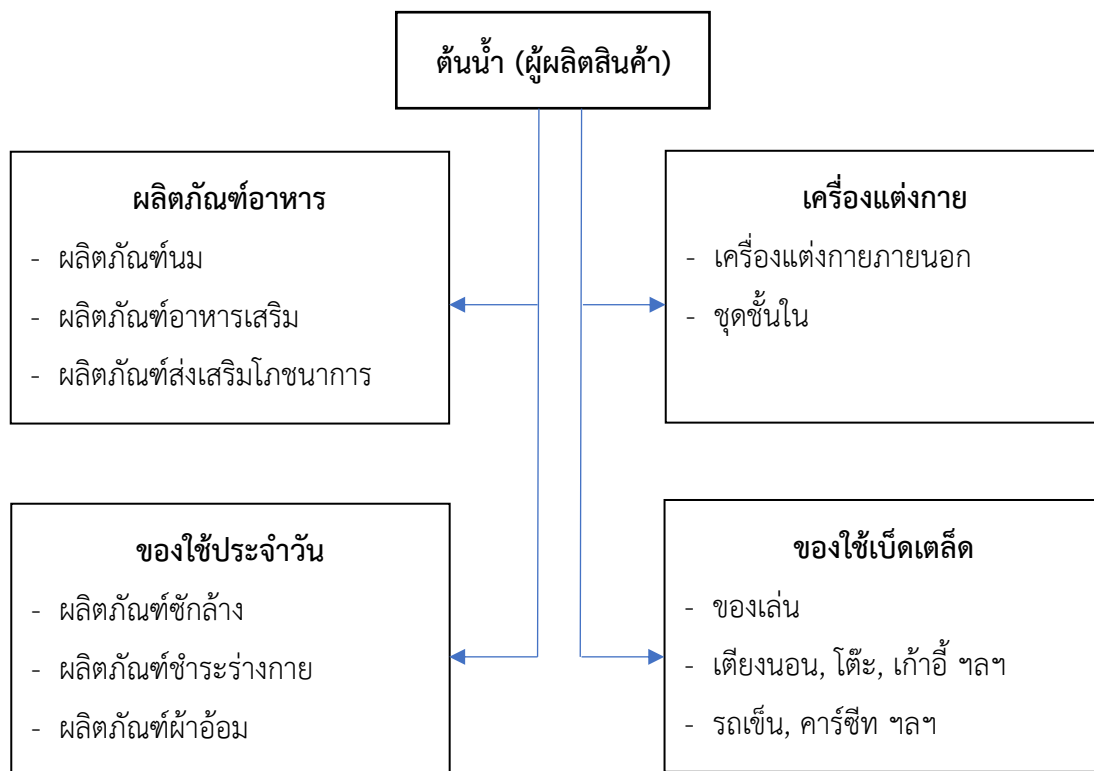 ต้นน้ำ (ผู้ผลิตสินค้า)
ผลิตภัณฑ์อาหาร
- ผลิตภัณฑ์นม
- ผลิตภัณฑ์อาหารเสริม
- ผลิตภัณฑ์ส่งเสริมโภชนาการ
เครื่องแต่งกาย
- เครื่องแต่งกายภายนอก
- ชุดชั้นใน
ของใช้ประจำวัน
- ผลิตภัณฑ์ซักล้าง
- ผลิตภัณฑ์ชำระร่างกาย
- ผลิตภัณฑ์ผ้าอ้อม
ของใช้เบ็ดเตล็ด
- ของเล่น
- เตียงนอน, โต๊ะ, เก้าอี้ ฯลฯ
- รถเข็น, คาร์ซีท ฯลฯ